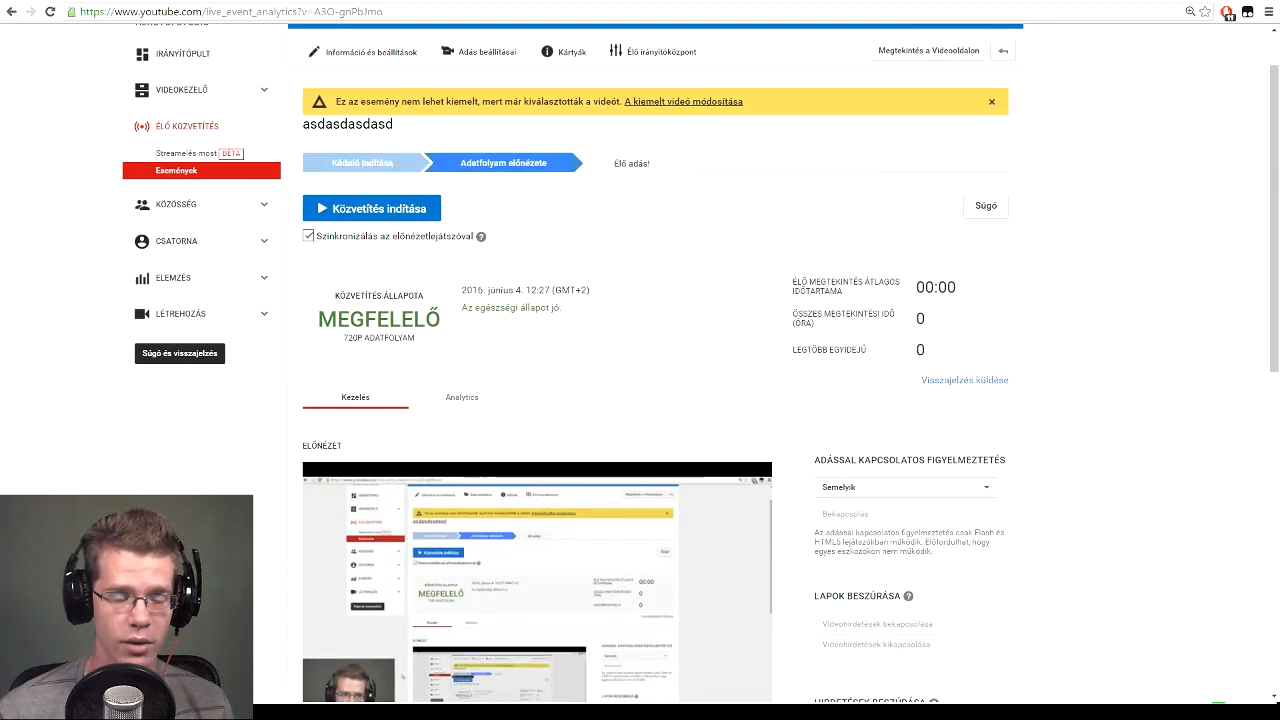 https://www.youtube.com/live_event_analytics?v=A3O-gnPbJmo
IRÁNYÍTÓPULT
VIDEOKEZELŐ
ÉLŐ KÖZVETÍTÉS
Streamelés most BÉTA
Események
KÖZÖSSÉG
CSATORNA
ELEMZÉS
LÉTREHOZÁS
Súgó és visszajelzés
Információ és beállítások
Adás beállításai
Kártyák
Élő irányítóközpont
Megtekintés a Videooldalon
Ez az esemény nem lehet kiemelt, mert már kiválasztották a videót. A kiemelt videó módosítása
asdasdasdasd
Kódoló indítása
Adatfolyam előnézete
Élő adás!
Közvetítés indítása
Súgó
Szinkronizálás az előnézetlejátszóval
KÖZVETÍTÉS ÁLLAPOTA
MEGFELELŐ
720P ADATFOLYAM
2016. június 4. 12:27 (GMT+2)
Az egészségi állapot jó.
ÉLŐ MEGTEKINTÉS ÁTLAGOS
IDŐTARTAMA
00:00
ÖSSZES MEGTEKINTÉSI IDŐ
(ÓRA)
0
LEGTÖBB EGYIDEJŰ
0
Visszajelzés küldése
Kezelés
Analytics
ELŐNÉZET
MEGFELELŐ
ADÁSSAL KAPCSOLATOS FIGYELMEZTETÉS
Semelyik
Bekapcsolás
Az adással kapcsolatos figyelmeztetés csak Flash és
HTML5 lejátszókban működik. Előfordulhat, hogy
egyes eszközökön nem működik.
LAPOK BESZÚRÁSA
Videohirdetések bekapcsolása
Videohirdetések kikapcsolása